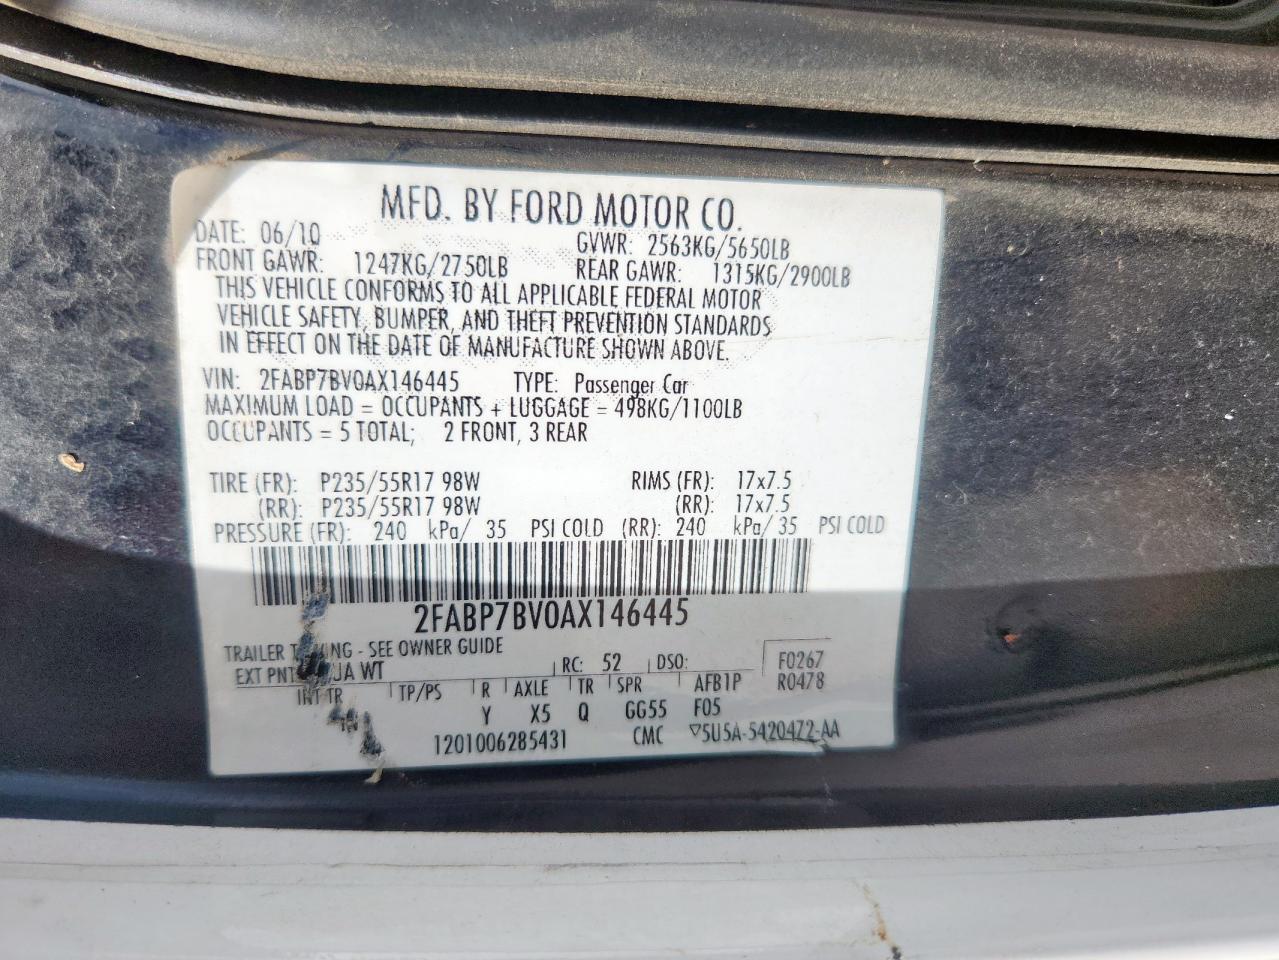 MFD. BY FORD MOTOR CO.
DATE: 06/10 GVWR: 2563KG/5650LB
FRONT GAWR: 1247KG/2750LB REAR GAWR: 1315KG/2900LB
THIS VEHICLE CONFORMS TO ALL APPLICABLE FEDERAL MOTOR
VEHICLE SAFETY, BUMPER, AND THEFT PREVENTION STANDARDS
IN EFFECT ON THE DATE OF MANUFACTURE SHOWN ABOVE.
VIN: 2FABP7BV0AX146445 TYPE: Passenger Car
MAXIMUM LOAD = OCCUPANTS + LUGGAGE = 498KG/1100LB
OCCUPANTS = 5 TOTAL; 2 FRONT, 3 REAR
TIRE (FR): P235/55R17 98W RIMS (FR): 17x7.5
(RR): P235/55R17 98W (RR): 17x7.5
PRESSURE (FR): 240 kPa/ 35 PSI COLD (RR): 240 kPa/ 35 PSI COLD
2FABP7BV0AX146445
TRAILER - SEE OWNER GUIDE
EXT PNT WT RC: 52 DSO: F0267
INT TR TP/PS R AXLE TR SPR AFB1P R0478
Y X5 Q GG55 F05
1201006285431 CMC ▽5U5A-5420472-AA